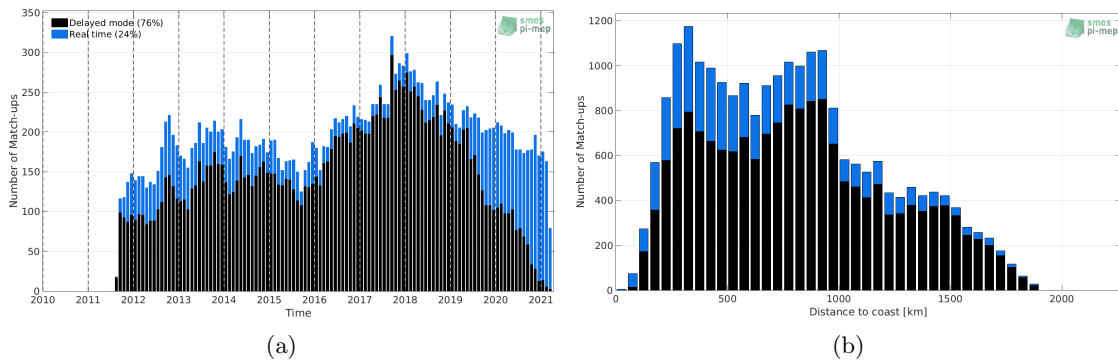 Delayed mode (76%)
Real time (24%)
smos
pi-mep
Number of Match-ups
350
300
250
200
150
100
50
0
2010 2011 2012 2013 2014 2015 2016 2017 2018 2019 2020 2021
Time
(a)
smos
pi-mep
Number of Match-ups
1200
1000
800
600
400
200
0
0 500 1000 1500 2000
Distance to coast [km]
(b)